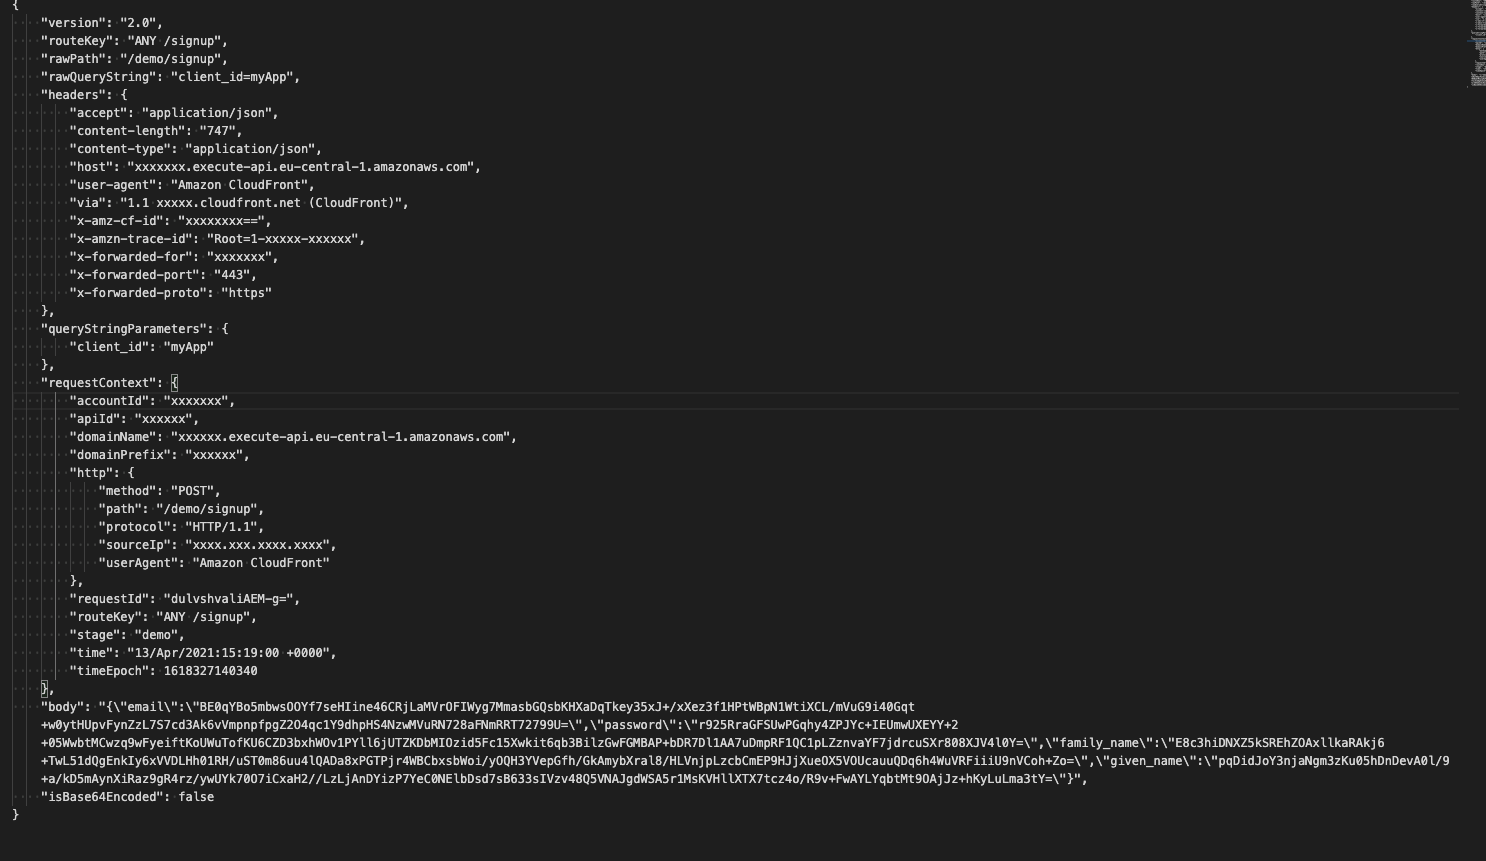 {
"version": "2.0",
"routeKey": "ANY /signup",
"rawPath": "/demo/signup",
"rawQueryString": "client_id=myApp",
"headers": {
"accept": "application/json",
"content-length": "747",
"content-type": "application/json",
"host": "xxxxxxx.execute-api.eu-central-1.amazonaws.com",
"user-agent": "Amazon CloudFront",
"via": "1.1 xxxxx.cloudfront.net (CloudFront)",
"x-amz-cf-id": "xxxxxxxx==",
"x-amzn-trace-id": "Root=1-xxxxx-xxxxxx",
"x-forwarded-for": "xxxxxxx",
"x-forwarded-port": "443",
"x-forwarded-proto": "https"
},
"queryStringParameters": {
"client_id": "myApp"
},
"requestContext": {
"accountId": "xxxxxxx",
"apiId": "xxxxxx",
"domainName": "xxxxxx.execute-api.eu-central-1.amazonaws.com",
"domainPrefix": "xxxxxx",
"http": {
"method": "POST",
"path": "/demo/signup",
"protocol": "HTTP/1.1",
"sourceIp": "xxxx.xxx.xxxx.xxxx",
"userAgent": "Amazon CloudFront"
},
"requestId": "dulvshvaliAEM-g=",
"routeKey": "ANY /signup",
"stage": "demo",
"time": "13/Apr/2021:15:19:00 +0000",
"timeEpoch": 1618327140340
},
"body": "{\"email\":\"BE0qYBo5mbwsOOYf7seHIine46CRjLaMVrOFIWyg7MmasbGQsbKHXaDqTkey35xJ+/xXez3f1HPtWBpN1WtiXCL/mVuG9i40Gqt
+w0ytHUpvFynZzL7S7cd3Ak6vVmpnpfpgZ2O4qc1Y9dhpHS4NzwMVuRN728aFNmRRT72799U=\",\"password\":\"r925RraGFSUwPGqhy4ZPJYc+IEUmwUXEYY+2
+05WwbtMCwzq9wFyeiftKoUWuTofKU6CZD3bxhWOv1PYll6jUTZKDbMIOzid5Fc15Xwkit6qb3BilzGwFGMBAP+bDR7Dl1AA7uDmpRF1QC1pLZznvaYF7jdrcuSXr808XJV4l0Y=\",\"family_name\":\"E8c3hiDNXZ5kSREhZOAxllkaRAkj6
+TwL51dQgEnkIy6xVVDLHh01RH/uST0m86uu4lQADa8xPGTPjr4WBCbxsbWoi/yOQH3YVepGfh/GkAmybXral8/HLVnjpLzcbCmEP9HJjXueOX5VOUcauuQDq6h4WuVRFiiiU9nVCoh+Zo=\",\"given_name\":\"pqDidJoY3njaNgm3zKu05hDnDevA0l/9
+a/kD5mAynXiRaz9gR4rz/ywUYk70O7iCxaH2//LzLjAnDYizP7YeC0NElbDsd7sB633sIVzv48Q5VNAJgdWSA5r1MsKVHllXTX7tcz4o/R9v+FwAYLYqbtMt9OAjJz+hKyLuLma3tY=\"}",
"isBase64Encoded": false
}